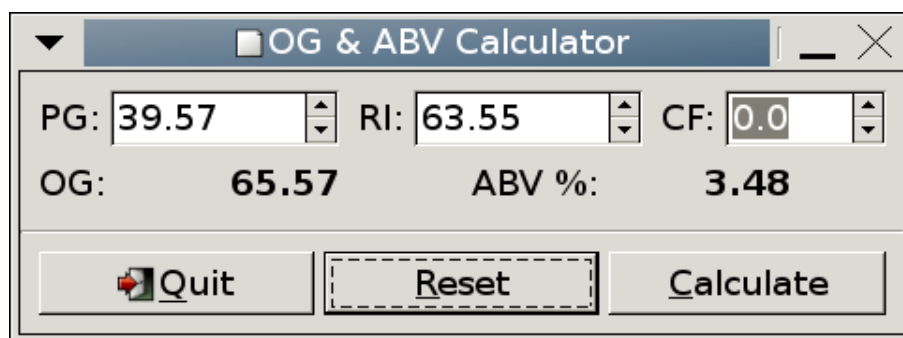 OG & ABV Calculator
PG: 39.57 RI: 63.55 CF: 0.0
OG: 65.57 ABV %: 3.48
Quit Reset Calculate